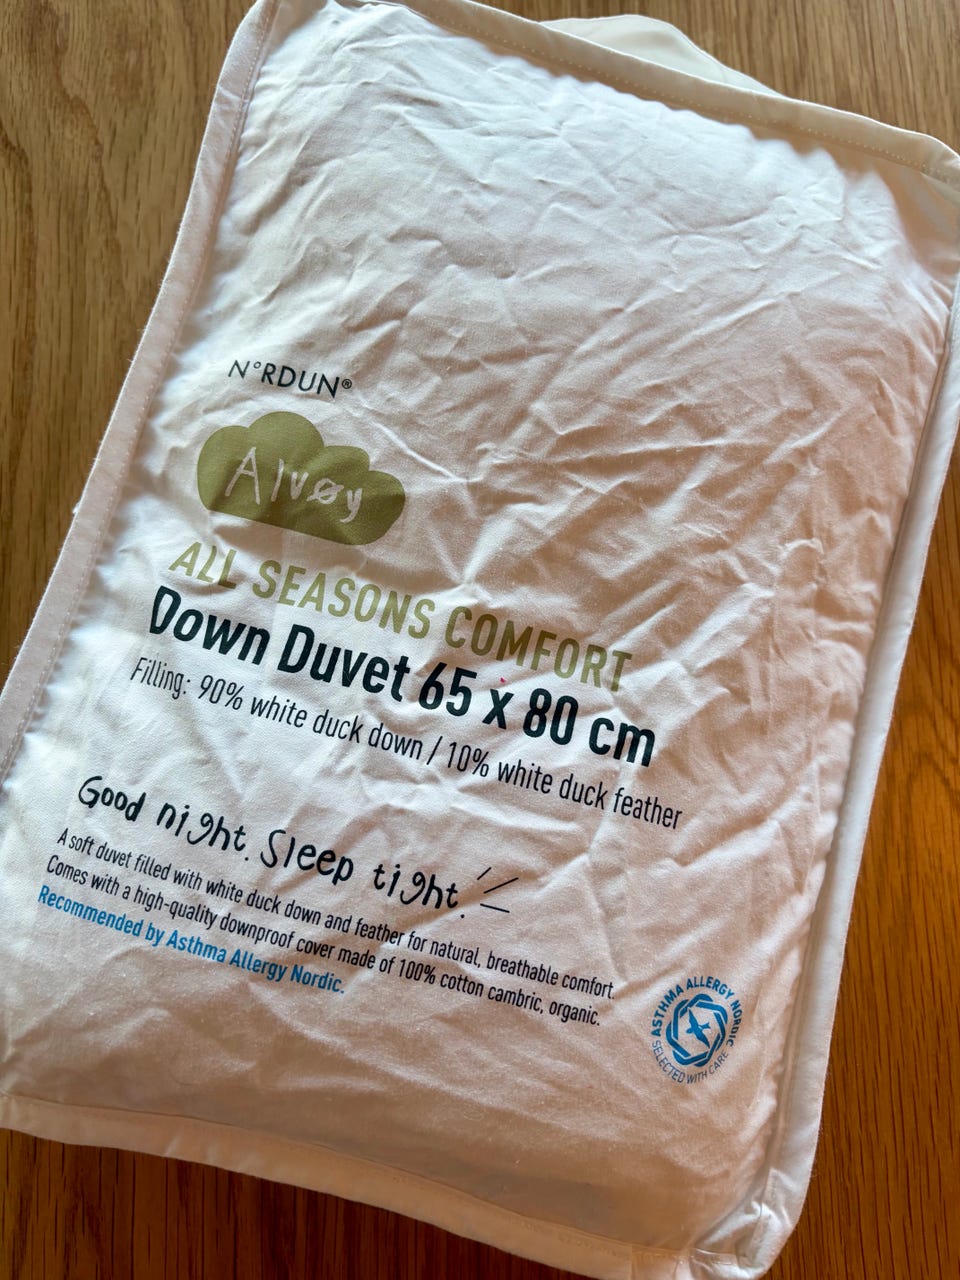 N°RDUN®
Alvøy
ALL SEASONS COMFORT
Down Duvet 65 x 80 cm
Filling: 90% white duck down / 10% white duck feather
Good night. Sleep tight.
A soft duvet filled with white duck down and feather for natural, breathable comfort.
Comes with a high-quality downproof cover made of 100% cotton cambric, organic.
Recommended by Asthma Allergy Nordic.
ASTHMA ALLERGY NORDIC
SELECTED WITH CARE